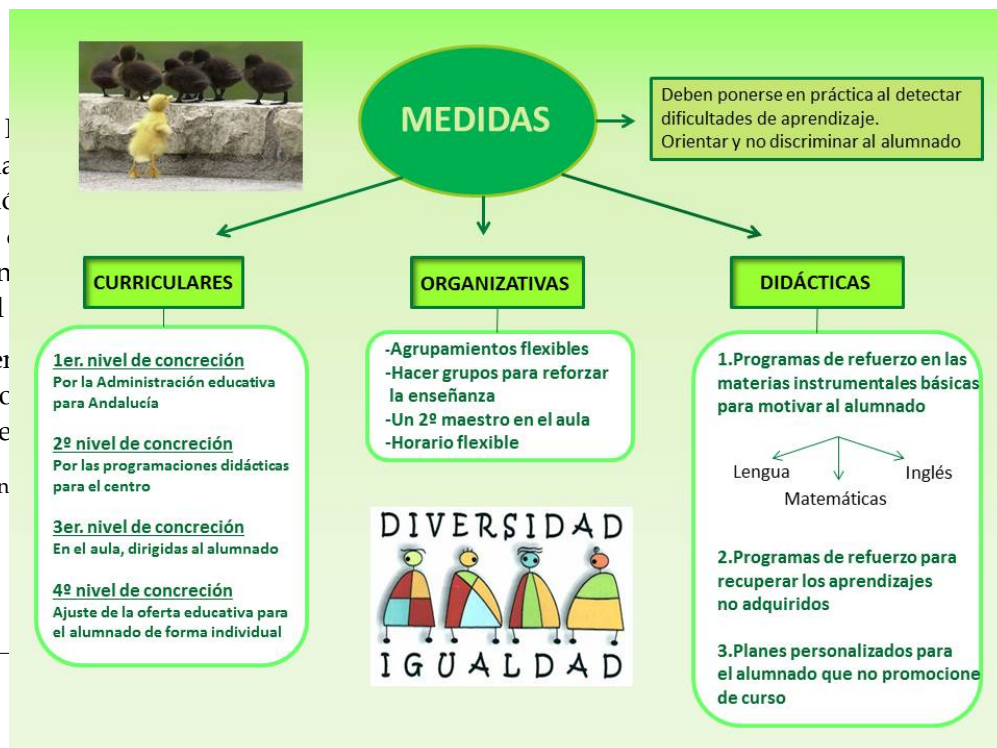 MEDIDAS
Deben ponerse en práctica al detectar
dificultades de aprendizaje.
Orientar y no discriminar al alumnado
CURRICULARES
1er. nivel de concreción
Por la Administración educativa
para Andalucía
2º nivel de concreción
Por las programaciones didácticas
para el centro
3er. nivel de concreción
En el aula, dirigidas al alumnado
4º nivel de concreción
Ajuste de la oferta educativa para
el alumnado de forma individual
ORGANIZATIVAS
-Agrupamientos flexibles
-Hacer grupos para reforzar
la enseñanza
-Un 2º maestro en el aula
-Horario flexible
DIVERSIDAD
IGUALDAD
DIDÁCTICAS
1.Programas de refuerzo en las
materias instrumentales básicas
para motivar al alumnado
Lengua
Matemáticas
Inglés
2.Programas de refuerzo para
recuperar los aprendizajes
no adquiridos
3.Planes personalizados para
el alumnado que no promocione
de curso